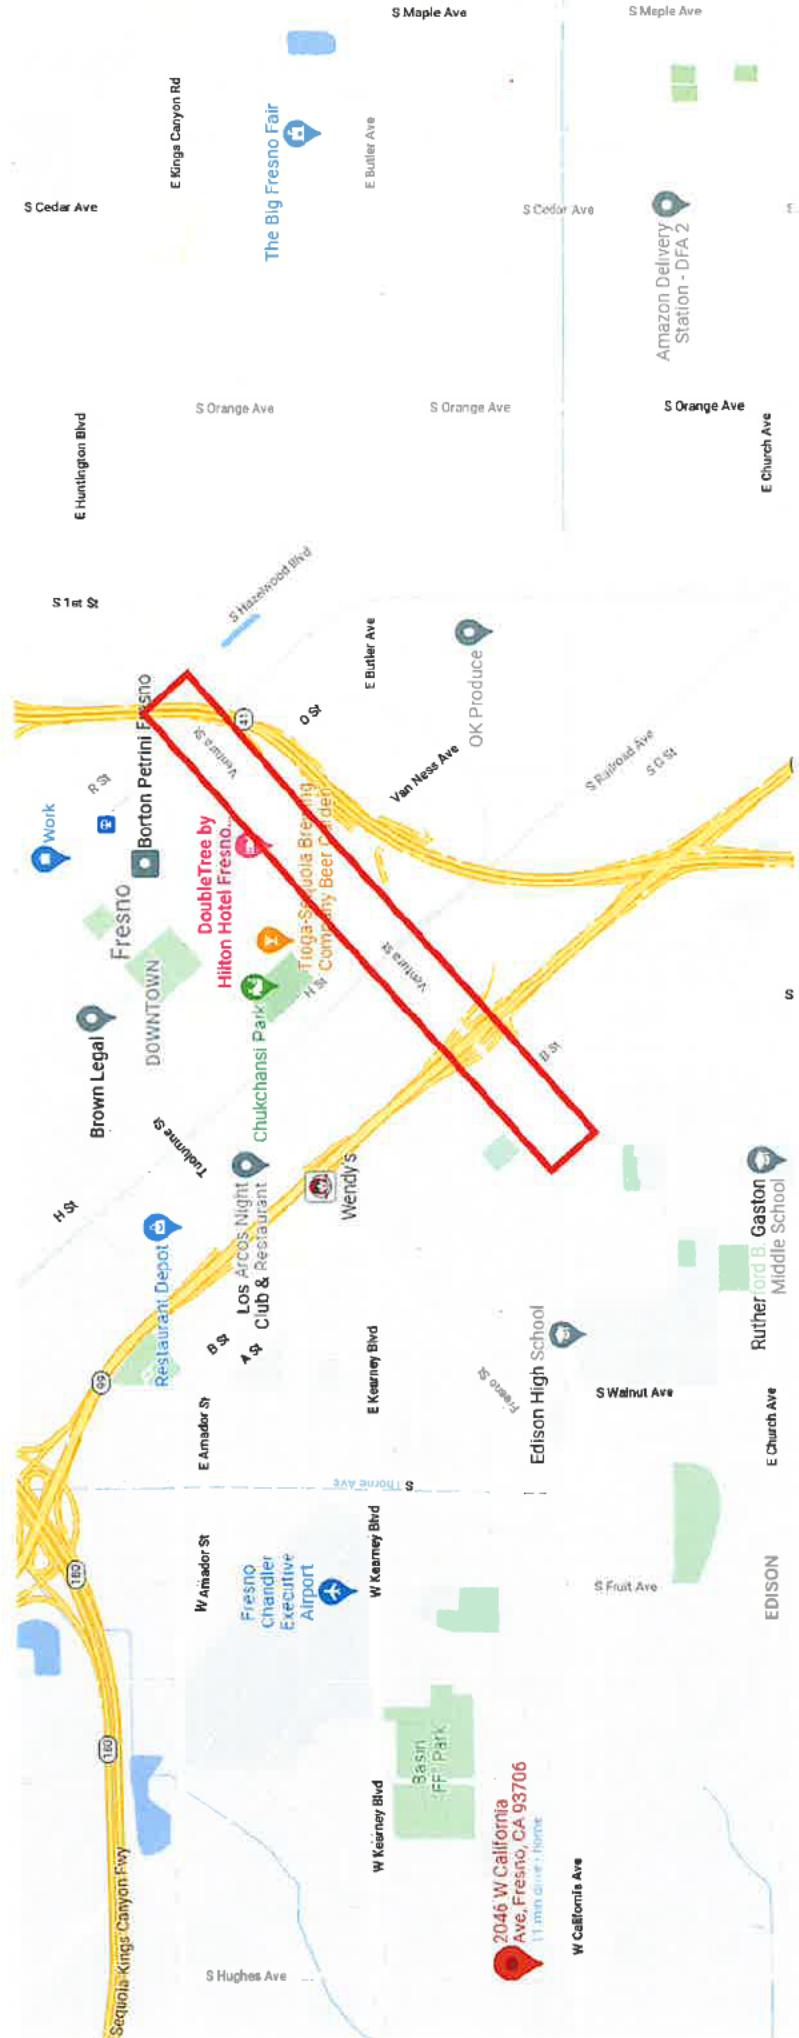 S Maple Ave
S Maple Ave
E Kings Canyon Rd
The Big Fresno Fair
E Butler Ave
S Cedar Ave
S Cedar Ave
Amazon Delivery
Station - DFA 2
S Orange Ave
S Orange Ave
S Orange Ave
E Huntington Blvd
E Church Ave
S Hazelwood Blvd
S 1st St
E Butler Ave
OK Produce
Borton Petrini Fresno
41
O St
Ventura St
R St
Work
Van Ness Ave
S Railroad Ave
S G St
DoubleTree by
Hilton Hotel Fresno...
Tioga-Sequoia Brewing
Company Beer Garden
Fresno
DOWNTOWN
Ventura St
H St
Chukchansi Park
Brown Legal
B St
S
Tuolumne St
H St
Los Arcos Night
Club & Restaurant
Wendy's
Rutherford B. Gaston
Middle School
Restaurant Depot
B St
A St
99
E Kearney Blvd
Fresno St
Edison High School
S Walnut Ave
E Amador St
E Church Ave
S Thorne Ave
180
W Amador St
Fresno
Chandler
Executive
Airport
W Kearney Blvd
S Fruit Ave
EDISON
180
Basin
"FF" Park
W Kearney Blvd
2046 W California
Ave, Fresno, CA 93706
11 min drive - home
W California Ave
Sequoia-Kings Canyon Fwy
S Hughes Ave